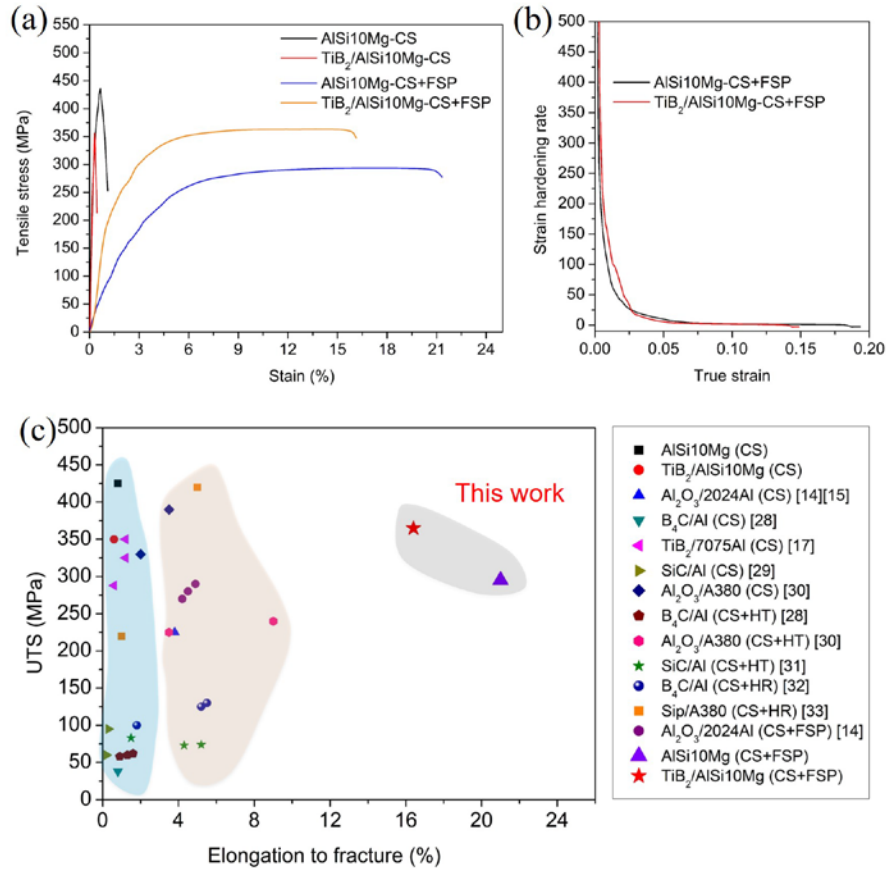 (a)
550
500
450
400
350
300
250
200
150
100
50
0
Tensile stress (MPa)
AlSi10Mg-CS
TiB₂/AlSi10Mg-CS
AlSi10Mg-CS+FSP
TiB₂/AlSi10Mg-CS+FSP
0 3 6 9 12 15 18 21 24
Stain (%)
(b)
500
450
400
350
300
250
200
150
100
50
0
Strain hardening rate
AlSi10Mg-CS+FSP
TiB₂/AlSi10Mg-CS+FSP
0.00 0.05 0.10 0.15 0.20
True strain
(c)
500
450
400
350
300
250
200
150
100
50
0
UTS (MPa)
This work
0 4 8 12 16 20 24
Elongation to fracture (%)
AlSi10Mg (CS)
TiB₂/AlSi10Mg (CS)
Al₂O₃/2024Al (CS) [14][15]
B₄C/Al (CS) [28]
TiB₂/7075Al (CS) [17]
SiC/Al (CS) [29]
Al₂O₃/A380 (CS) [30]
B₄C/Al (CS+HT) [28]
Al₂O₃/A380 (CS+HT) [30]
SiC/Al (CS+HT) [31]
B₄C/Al (CS+HR) [32]
Sip/A380 (CS+HR) [33]
Al₂O₃/2024Al (CS+FSP) [14]
AlSi10Mg (CS+FSP)
TiB₂/AlSi10Mg (CS+FSP)